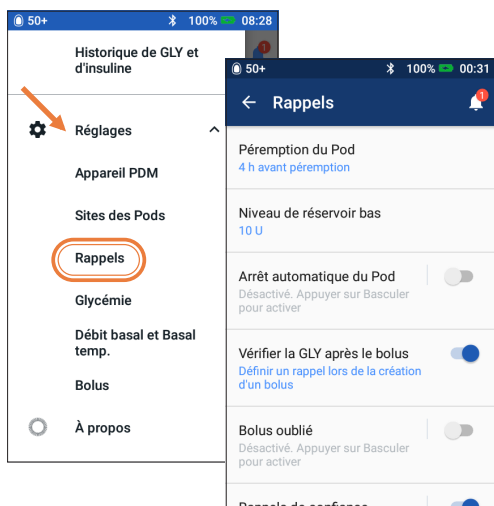 50+ 100% 08:28
Historique de GLY et
d'insuline
Réglages
Appareil PDM
Sites des Pods
Rappels
Glycémie
Débit basal et Basal
temp.
Bolus
À propos
50+ 100% 00:31
Rappels
1
Péremption du Pod
4 h avant péremption
Niveau de réservoir bas
10 U
Arrêt automatique du Pod
Désactivé. Appuyer sur Basculer
pour activer
Vérifier la GLY après le bolus
Définir un rappel lors de la création
d'un bolus
Bolus oublié
Désactivé. Appuyer sur Basculer
pour activer